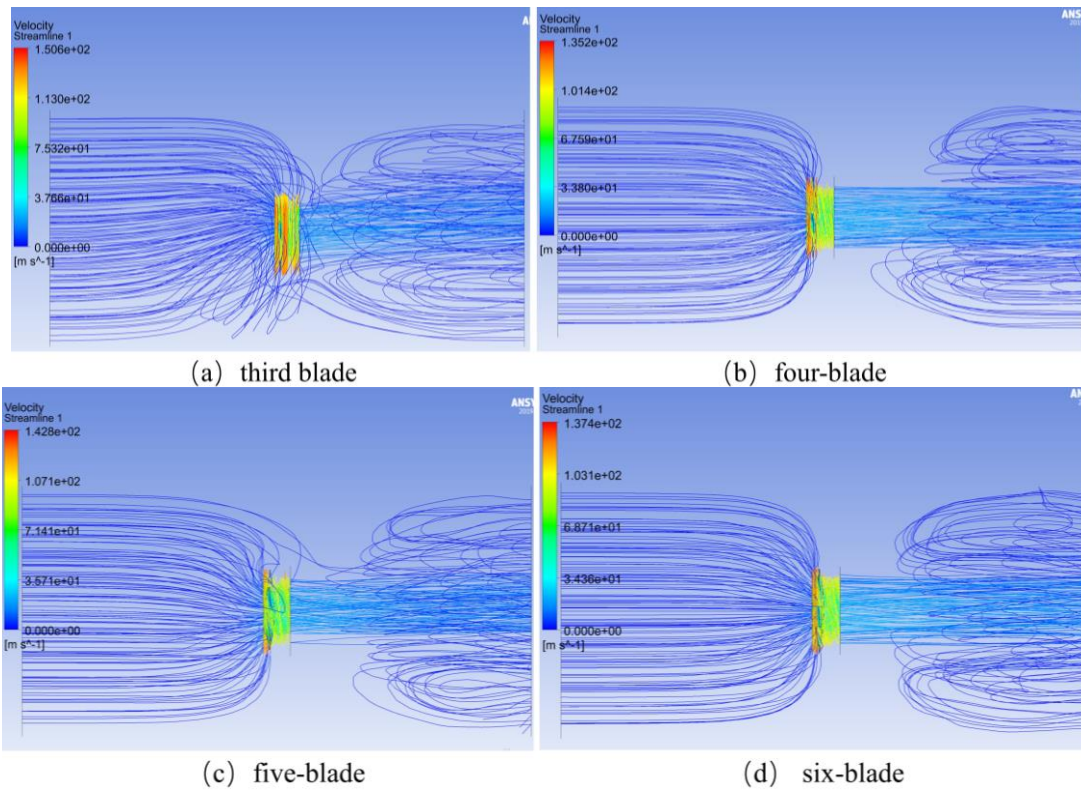 Velocity
Streamline 1
1.506e+02
1.130e+02
7.532e+01
3.766e+01
0.000e+00
[m s^-1]
(a) third blade
ANS
201
Velocity
Streamline 1
1.352e+02
1.014e+02
6.759e+01
3.380e+01
0.000e+00
[m s^-1]
(b) four-blade
Velocity
Streamline 1
1.428e+02
1.071e+02
7.141e+01
3.571e+01
0.000e+00
[m s^-1]
ANSY
2019
(c) five-blade
Velocity
Streamline 1
1.374e+02
1.031e+02
6.871e+01
3.436e+01
0.000e+00
[m s^-1]
AN
(d) six-blade